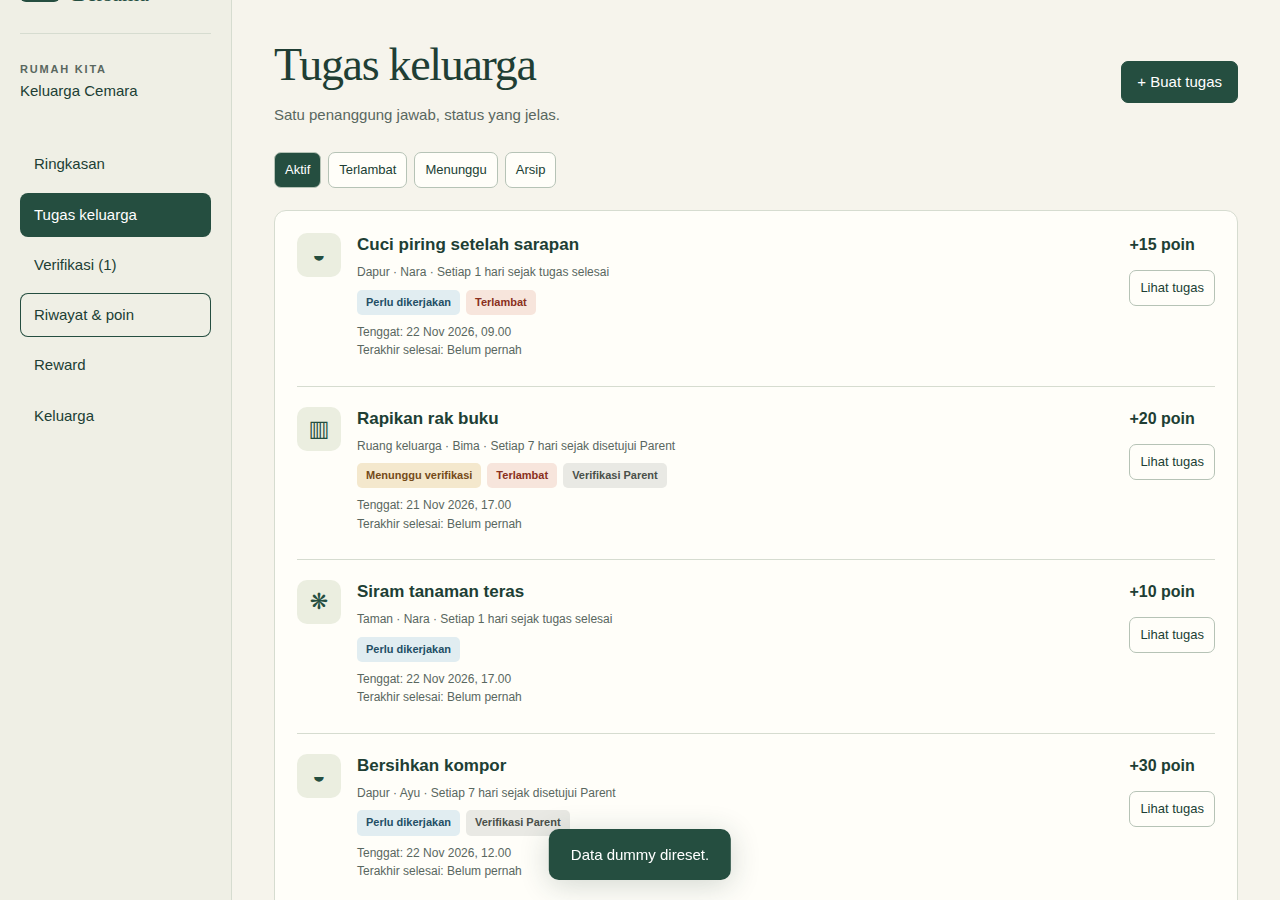 RUMAH KITA
Keluarga Cemara
Ringkasan
Tugas keluarga
Verifikasi (1)
Riwayat & poin
Reward
Keluarga
Tugas keluarga
Satu penanggung jawab, status yang jelas.
+ Buat tugas
Aktif
Terlambat
Menunggu
Arsip
Cuci piring setelah sarapan
Dapur · Nara · Setiap 1 hari sejak tugas selesai
Perlu dikerjakan
Terlambat
Tenggat: 22 Nov 2026, 09.00
Terakhir selesai: Belum pernah
+15 poin
Lihat tugas
Rapikan rak buku
Ruang keluarga · Bima · Setiap 7 hari sejak disetujui Parent
Menunggu verifikasi
Terlambat
Verifikasi Parent
Tenggat: 21 Nov 2026, 17.00
Terakhir selesai: Belum pernah
+20 poin
Lihat tugas
Siram tanaman teras
Taman · Nara · Setiap 1 hari sejak tugas selesai
Perlu dikerjakan
Tenggat: 22 Nov 2026, 17.00
Terakhir selesai: Belum pernah
+10 poin
Lihat tugas
Bersihkan kompor
Dapur · Ayu · Setiap 7 hari sejak disetujui Parent
Perlu dikerjakan
Verifikasi Parent
Tenggat: 22 Nov 2026, 12.00
Terakhir selesai: Belum pernah
+30 poin
Lihat tugas
Data dummy direset.